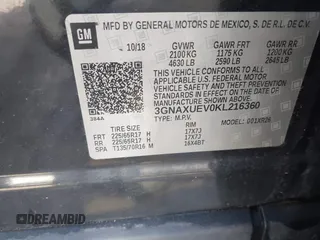 GM
MFD BY GENERAL MOTORS DE MEXICO, S. DE R.L. DE C.V.
10/18 GVWR GAWR FRT GAWR RR
2100 KG 1175 KG 1200 KG
4630 LB 2590 LB 2645 LB
THIS VEHICLE CONFORMS TO ALL APPLICABLE U.S. FEDERAL MOTOR
VEHICLE SAFETY AND THEFT PREVENTION
STANDARDS IN EFFECT ON THE DATE OF
MANUFACTURE SHOWN ABOVE.
3GNAXUEV0KL216360
TYPE: M.P.V. MODEL:
TIRE SIZE RIM
FRT 225/65R17 H 17X7J
RR 225/65R17 H 17X7J
SPA T135/70R16 M 16X4BT